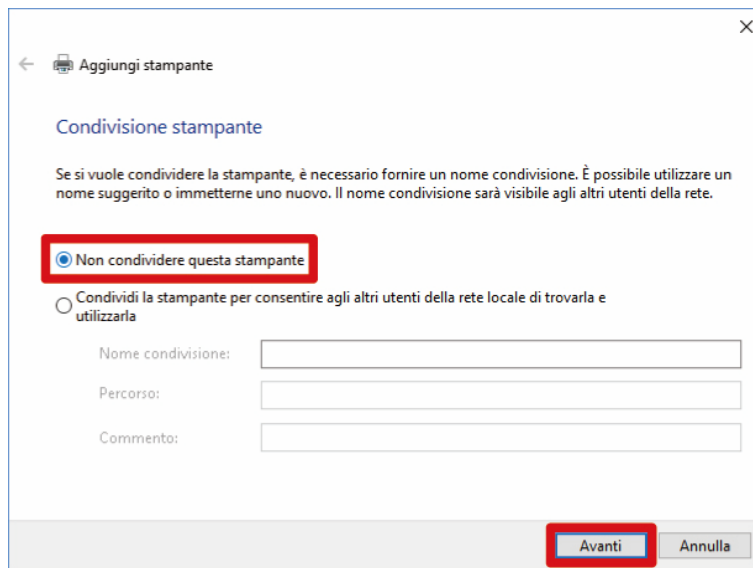 Aggiungi stampante
Condivisione stampante
Se si vuole condividere la stampante, è necessario fornire un nome condivisione. È possibile utilizzare un
nome suggerito o immetterne uno nuovo. Il nome condivisione sarà visibile agli altri utenti della rete.
Non condividere questa stampante
Condividi la stampante per consentire agli altri utenti della rete locale di trovarla e
utilizzarla
Nome condivisione:
Percorso:
Commento:
Avanti Annulla